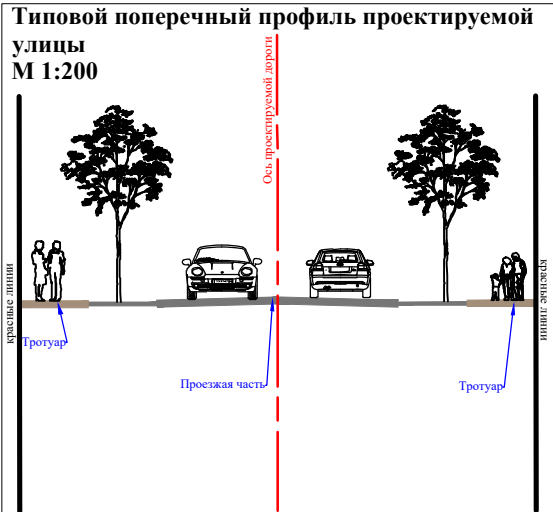 Типовой поперечный профиль проектируемой
улицы
М 1:200
Ось проектируемой дороги
красные линии
красные линии
Тротуар
Проезжая часть
Тротуар